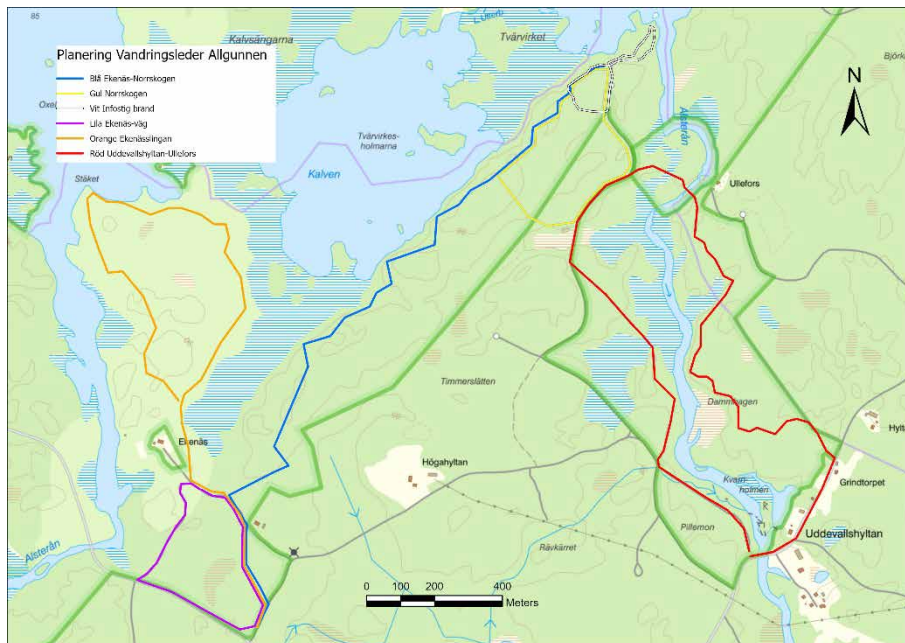 85
Kalvsängarna
Tvärvirket
Planering Vandringsleder Allgunnen
Blå Ekenäs-Norrskogen
Gul Norrskogen
Vit Infostig brand
Lila Ekenäs-väg
Orange Ekenässlingan
Röd Uddevallshyltan-Ullefors
N
Alsterån
Tvärvirkes-
holmarna
Kalven
Stäket
Ullefors
Timmerslätten
Dammhagen
Ekenäs
Högahyltan
Grindtorpet
Kvarn-
holmen
Pillemon
Uddevallshyltan
Rävkärret
Alsterån
0 100 200 400
Meters